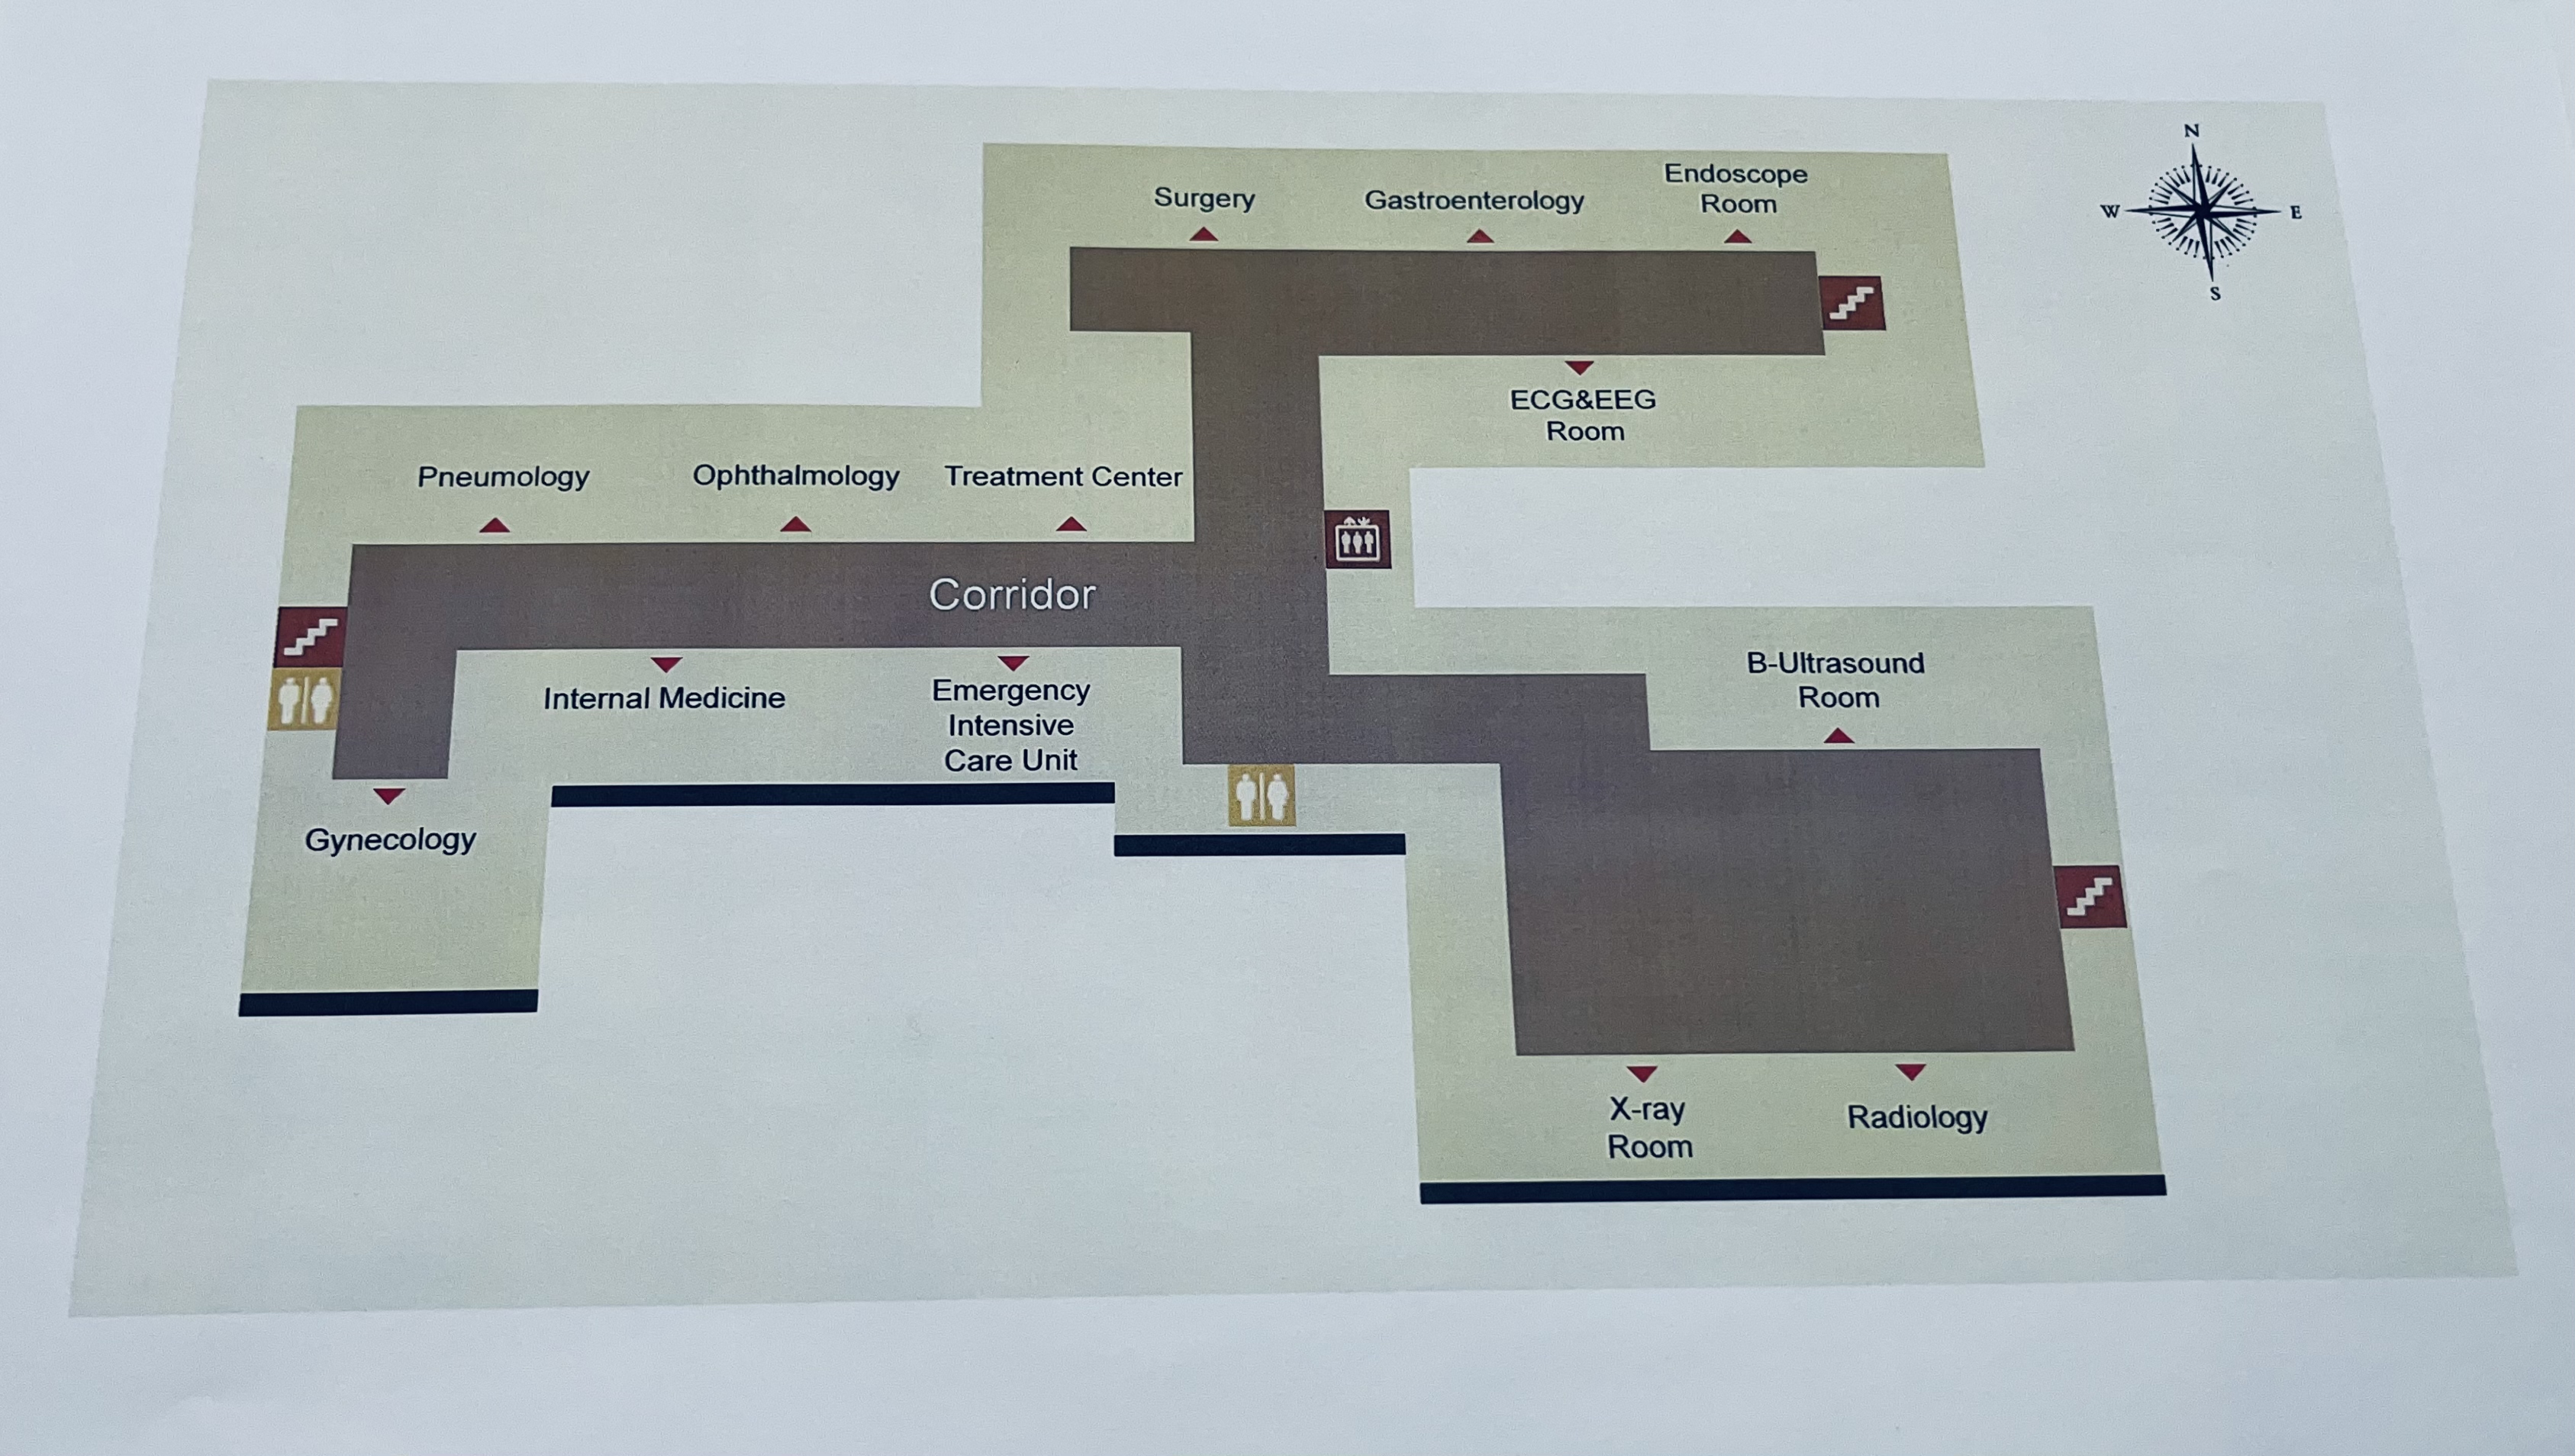 N
W
E
S
Surgery
Gastroenterology
Endoscope
Room
ECG&EEG
Room
Pneumology
Ophthalmology
Treatment Center
Corridor
Internal Medicine
Emergency
Intensive
Care Unit
B-Ultrasound
Room
Gynecology
X-ray
Room
Radiology